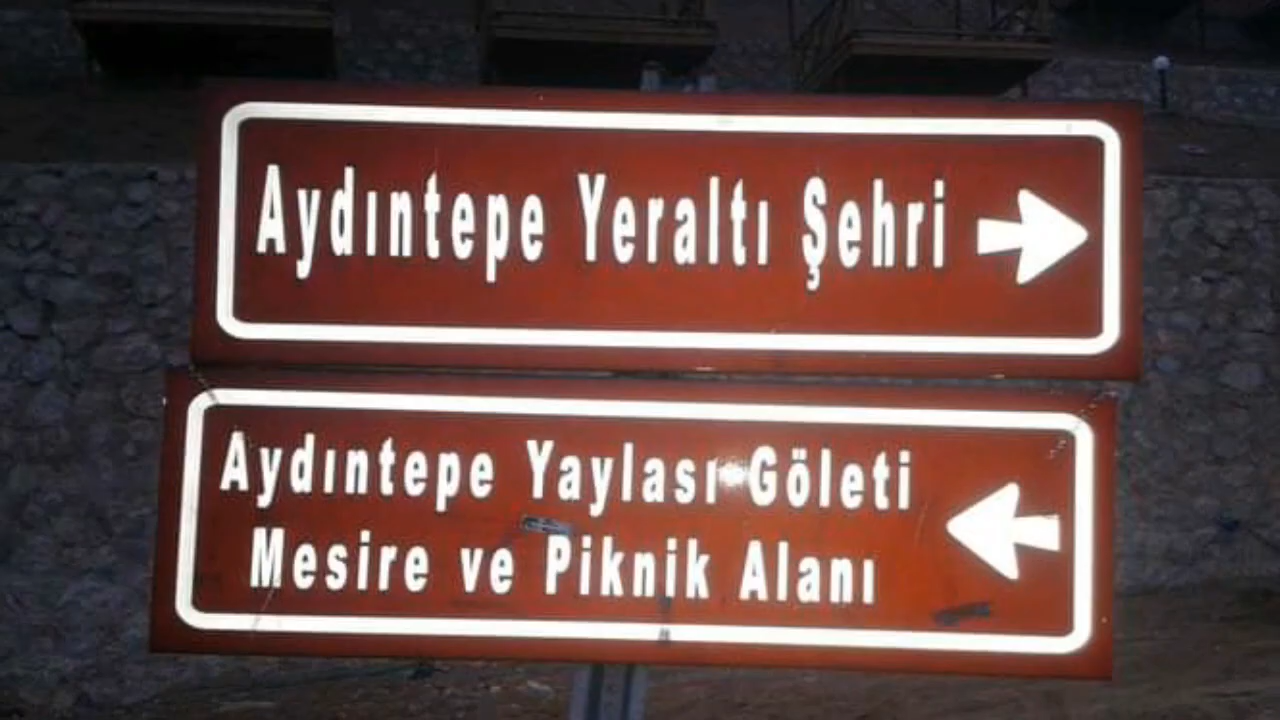 Aydıntepe Yeraltı Şehri
Aydıntepe Yaylası Göleti
Mesire ve Piknik Alanı